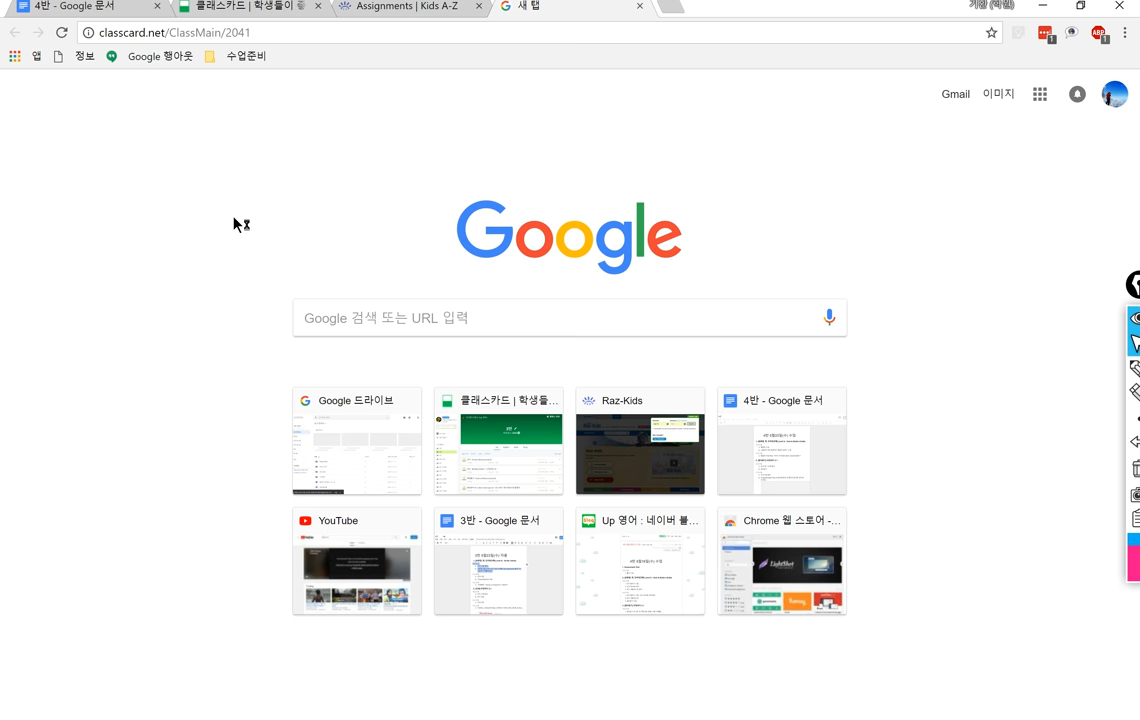 4반 - Google 문서
클래스카드 | 학생들이 좋
Assignments | Kids A-Z
새 탭
classcard.net/ClassMain/2041
1
ABP
1
앱
정보
Google 행아웃
수업준비
Gmail
이미지
Google
Google 검색 또는 URL 입력
Google 드라이브
클래스카드 | 학생들...
Raz-Kids
4반 - Google 문서
YouTube
3반 - Google 문서
Up 영어 : 네이버 블...
Chrome 웹 스토어 -...